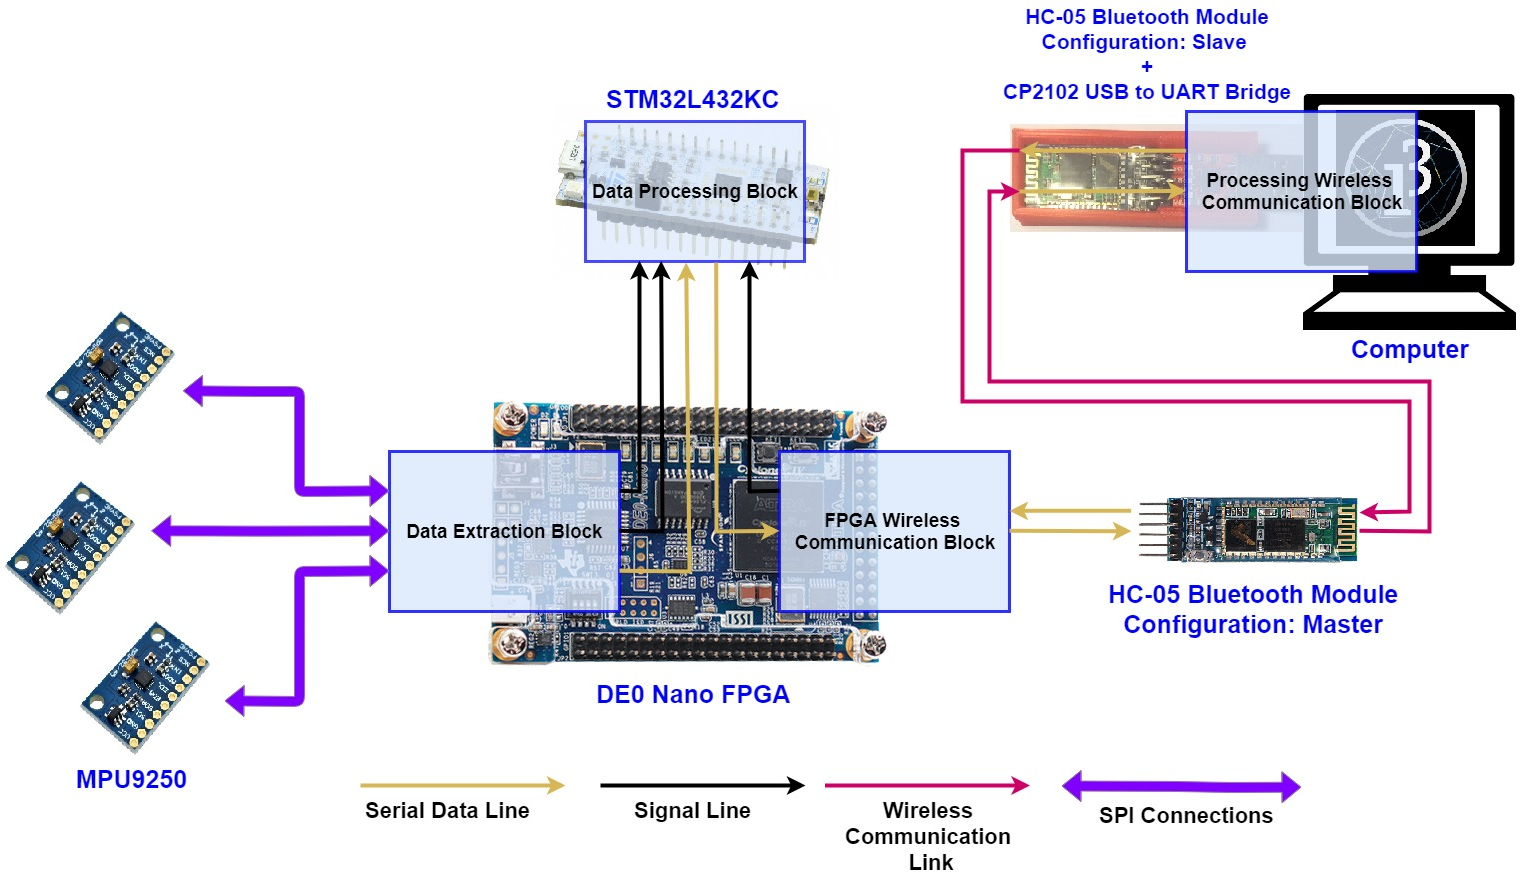 HC-05 Bluetooth Module
Configuration: Slave
+
CP2102 USB to UART Bridge
STM32L432KC
Data Processing Block
Processing Wireless
Communication Block
Computer
Data Extraction Block
FPGA Wireless
Communication Block
ISSI
HC-05 Bluetooth Module
Configuration: Master
DE0 Nano FPGA
MPU9250
Serial Data Line
Signal Line
Wireless
Communication
Link
SPI Connections